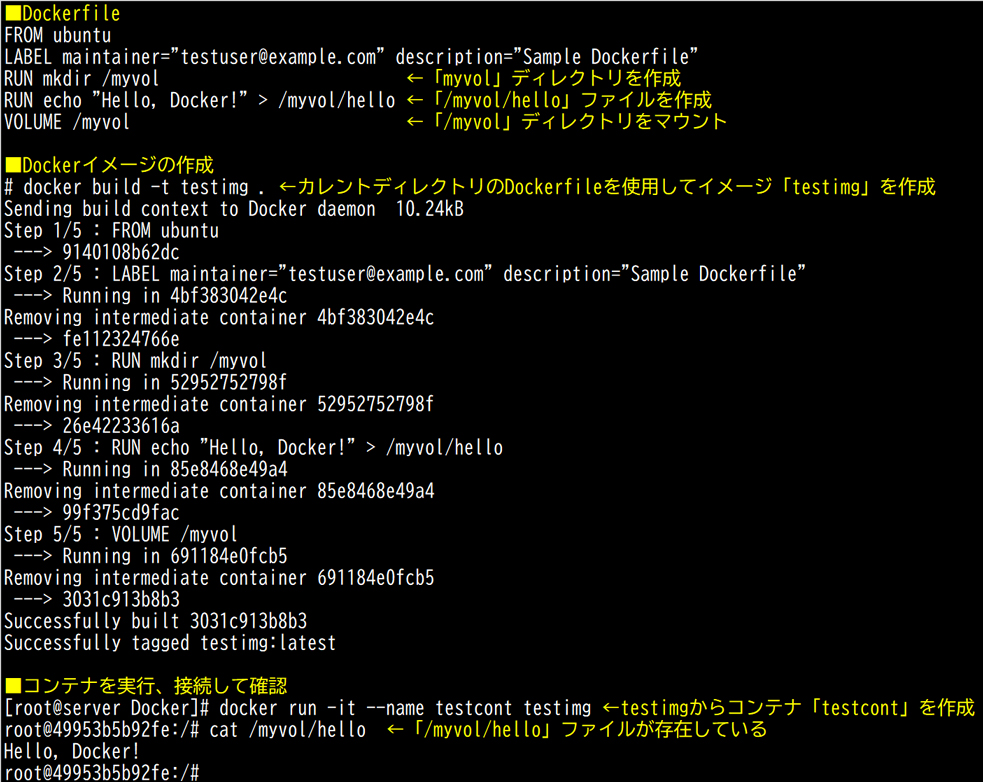 ■Dockerfile
FROM ubuntu
LABEL maintainer="testuser@example.com" description="Sample Dockerfile"
RUN mkdir /myvol ←「myvol」ディレクトリを作成
RUN echo "Hello, Docker!" > /myvol/hello ←「/myvol/hello」ファイルを作成
VOLUME /myvol ←「/myvol」ディレクトリをマウント
■Dockerイメージの作成
# docker build -t testimg . ←カレントディレクトリのDockerfileを使用してイメージ「testimg」を作成
Sending build context to Docker daemon 10.24kB
Step 1/5 : FROM ubuntu
---> 9140108b62dc
Step 2/5 : LABEL maintainer="testuser@example.com" description="Sample Dockerfile"
---> Running in 4bf383042e4c
Removing intermediate container 4bf383042e4c
---> fe112324766e
Step 3/5 : RUN mkdir /myvol
---> Running in 52952752798f
Removing intermediate container 52952752798f
---> 26e42233616a
Step 4/5 : RUN echo "Hello, Docker!" > /myvol/hello
---> Running in 85e8468e49a4
Removing intermediate container 85e8468e49a4
---> 99f375cd9fac
Step 5/5 : VOLUME /myvol
---> Running in 691184e0fcb5
Removing intermediate container 691184e0fcb5
---> 3031c913b8b3
Successfully built 3031c913b8b3
Successfully tagged testimg:latest
■コンテナを実行、接続して確認
[root@server Docker]# docker run -it --name testcont testimg ←testimgからコンテナ「testcont」を作成
root@49953b5b92fe:/# cat /myvol/hello ←「/myvol/hello」ファイルが存在している
Hello, Docker!
root@49953b5b92fe:/#